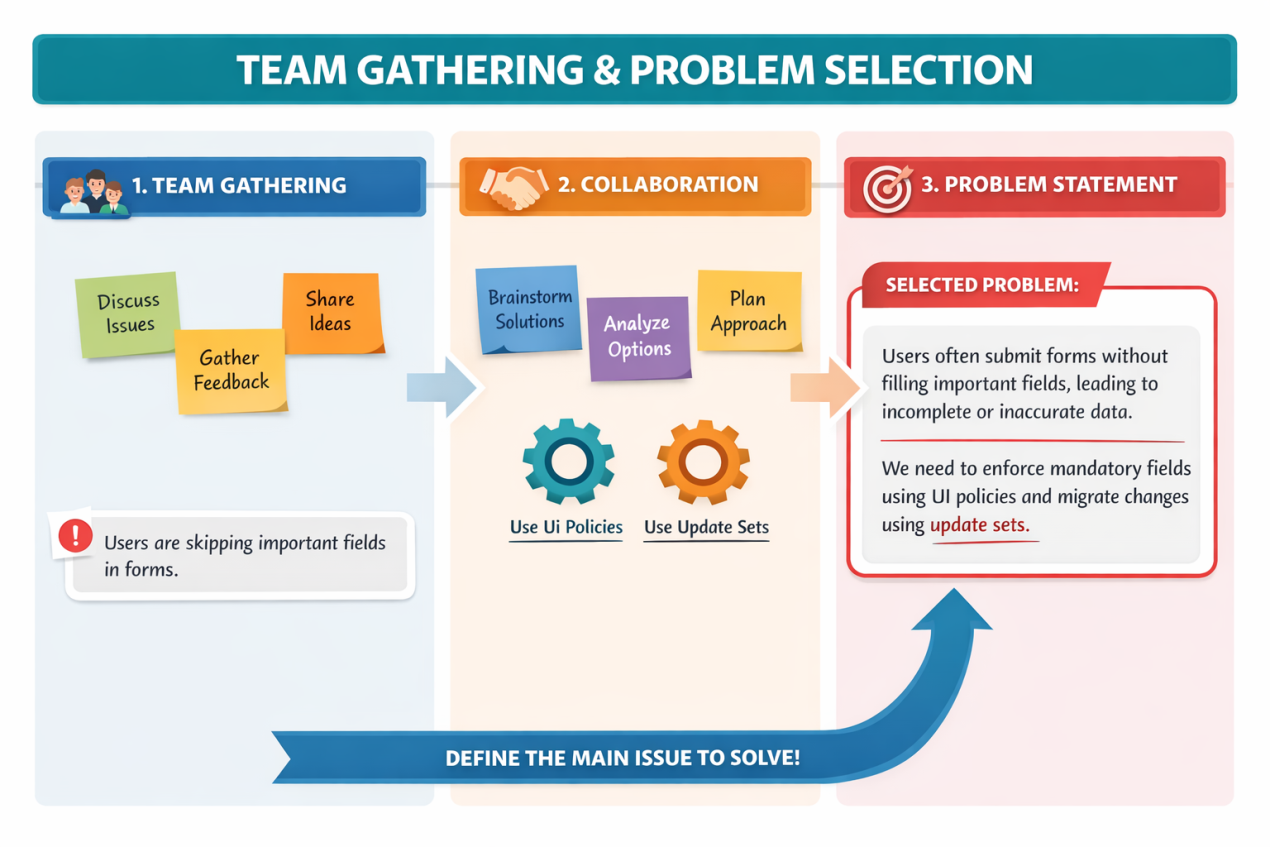 TEAM GATHERING & PROBLEM SELECTION
1. TEAM GATHERING
Discuss
Issues
Share
Ideas
Gather
Feedback
!
Users are skipping important fields
in forms.
2. COLLABORATION
Brainstorm
Solutions
Analyze
Options
Plan
Approach
Use Ui Policies
Use Update Sets
3. PROBLEM STATEMENT
SELECTED PROBLEM:
Users often submit forms without
filling important fields, leading to
incomplete or inaccurate data.
We need to enforce mandatory fields
using UI policies and migrate changes
using update sets.
DEFINE THE MAIN ISSUE TO SOLVE!